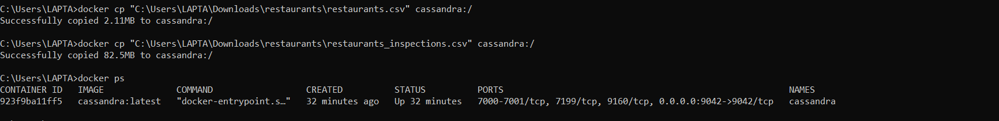 C:\Users\LAPTA>docker cp "C:\Users\LAPTA\Downloads\restaurants\restaurants.csv" cassandra:/
Successfully copied 2.11MB to cassandra:/
C:\Users\LAPTA>docker cp "C:\Users\LAPTA\Downloads\restaurants\restaurants_inspections.csv" cassandra:/
Successfully copied 82.5MB to cassandra:/
C:\Users\LAPTA>docker ps
CONTAINER ID   IMAGE              COMMAND                  CREATED          STATUS          PORTS                                                       NAMES
923f9ba11ff5   cassandra:latest   "docker-entrypoint.s…"   32 minutes ago   Up 32 minutes   7000-7001/tcp, 7199/tcp, 9160/tcp, 0.0.0.0:9042->9042/tcp   cassandra